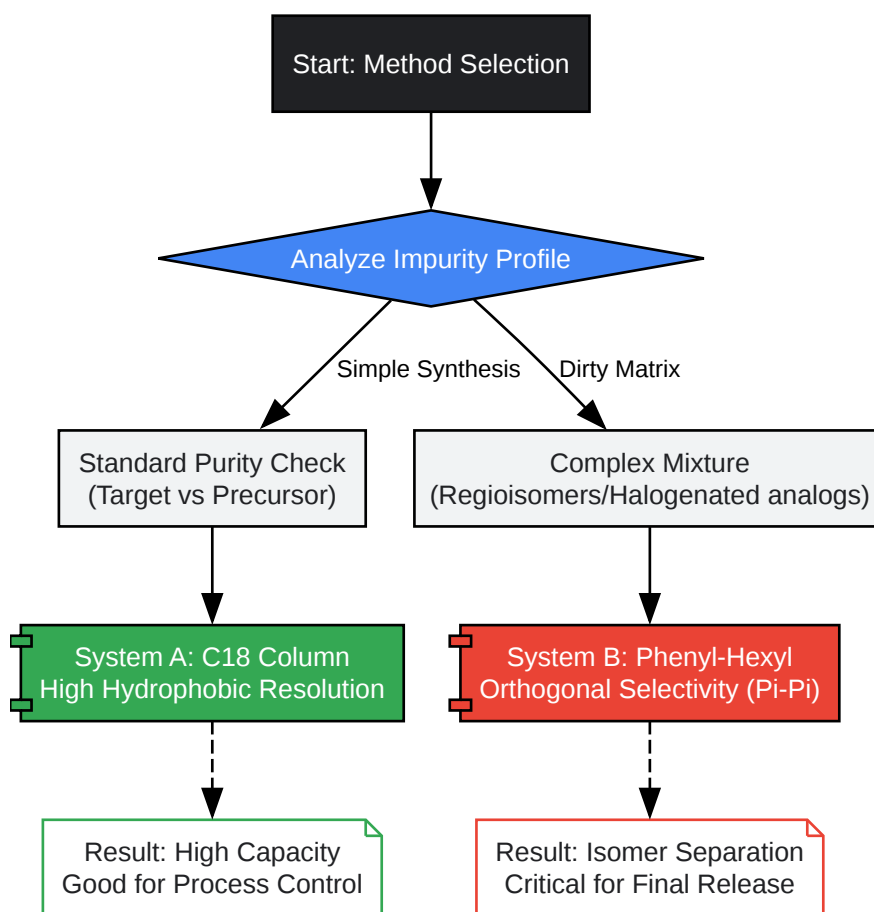 Start: Method Selection
Analyze Impurity Profile
Simple Synthesis
Dirty Matrix
Standard Purity Check
(Target vs Precursor)
Complex Mixture
(Regioisomers/Halogenated analogs)
System A: C18 Column
High Hydrophobic Resolution
System B: Phenyl-Hexyl
Orthogonal Selectivity (Pi-Pi)
Result: High Capacity
Good for Process Control
Result: Isomer Separation
Critical for Final Release